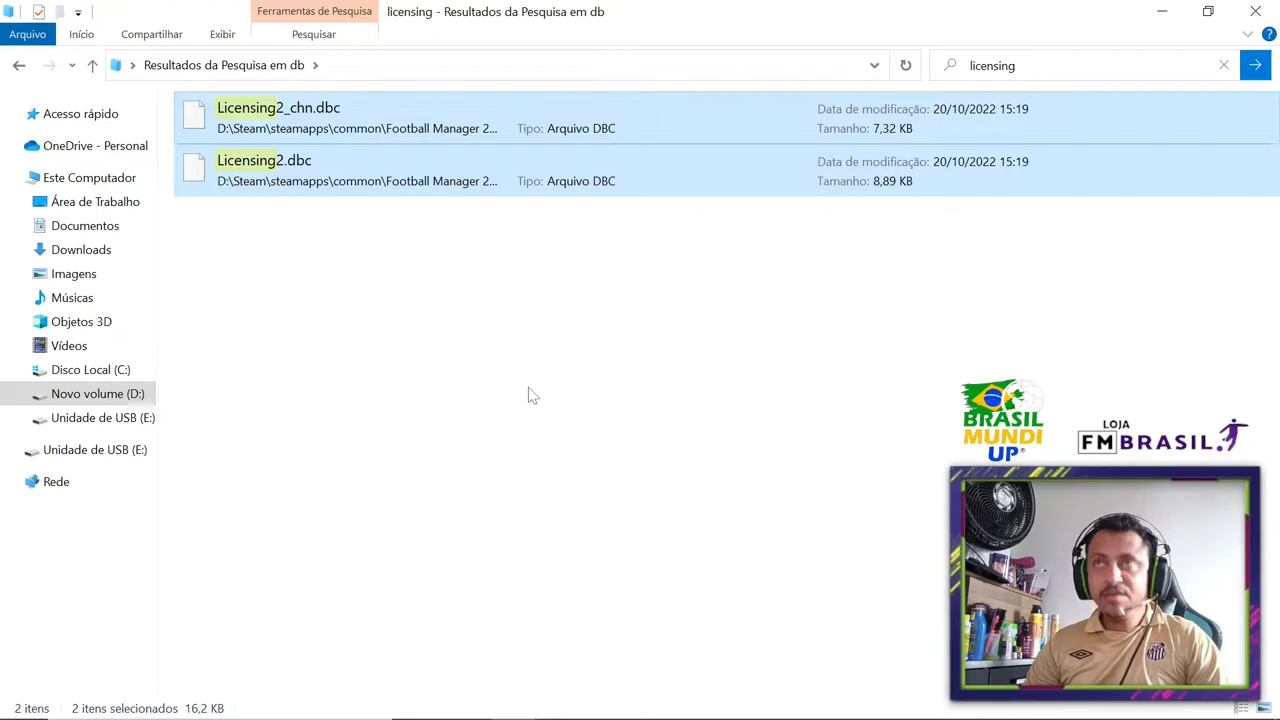 Ferramentas de Pesquisa
licensing - Resultados da Pesquisa em db
Arquivo
Início
Compartilhar
Exibir
Pesquisar
Resultados da Pesquisa em db
licensing
Acesso rápido
OneDrive - Personal
Este Computador
Área de Trabalho
Documentos
Downloads
Imagens
Músicas
Objetos 3D
Vídeos
Disco Local (C:)
Novo volume (D:)
Unidade de USB (E:)
Unidade de USB (E:)
Rede
Licensing2_chn.dbc
Data de modificação: 20/10/2022 15:19
D:\Steam\steamapps\common\Football Manager 2...
Tipo: Arquivo DBC
Tamanho: 7,32 KB
Licensing2.dbc
Data de modificação: 20/10/2022 15:19
D:\Steam\steamapps\common\Football Manager 2...
Tipo: Arquivo DBC
Tamanho: 8,89 KB
BRASIL
MUNDI
UP®
LOJA
FMBRASIL.
2 itens
2 itens selecionados 16,2 KB